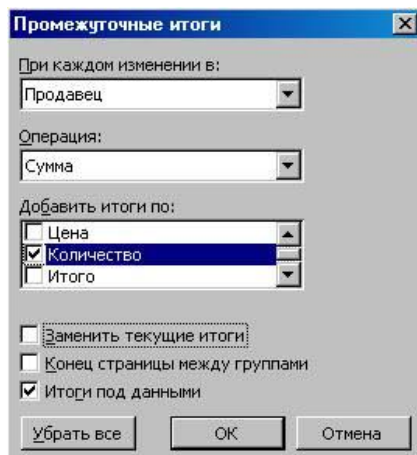 Промежуточные итоги
При каждом изменении в:
Продавец
Операция:
Сумма
Добавить итоги по:
Цена
Количество
Итого
Заменить текущие итоги
Конец страницы между группами
Итоги под данными
Убрать все ОК Отмена